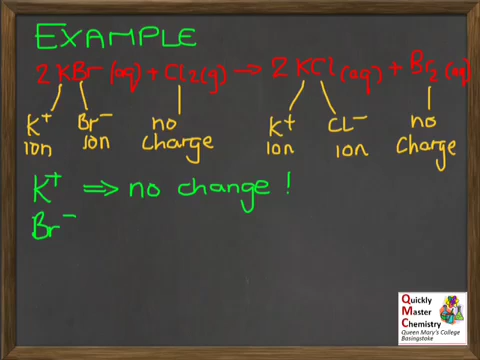 EXAMPLE
2 KBr (aq) + Cl₂(g) → 2 KCl (aq) + Br₂ (aq)
K⁺ Br⁻ no K⁺ CL⁻ no
ion ion charge ion ion charge
K⁺ ⇒ no change !
Br⁻
Quickly
Master
Chemistry
Queen Mary's College
Basingstoke